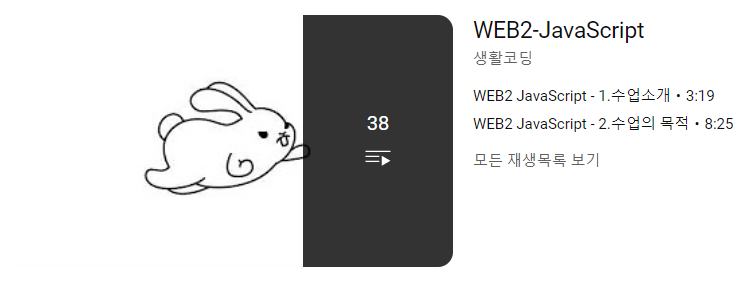 38
WEB2-JavaScript
생활코딩
WEB2 JavaScript - 1.수업소개 • 3:19
WEB2 JavaScript - 2.수업의 목적 • 8:25
모든 재생목록 보기